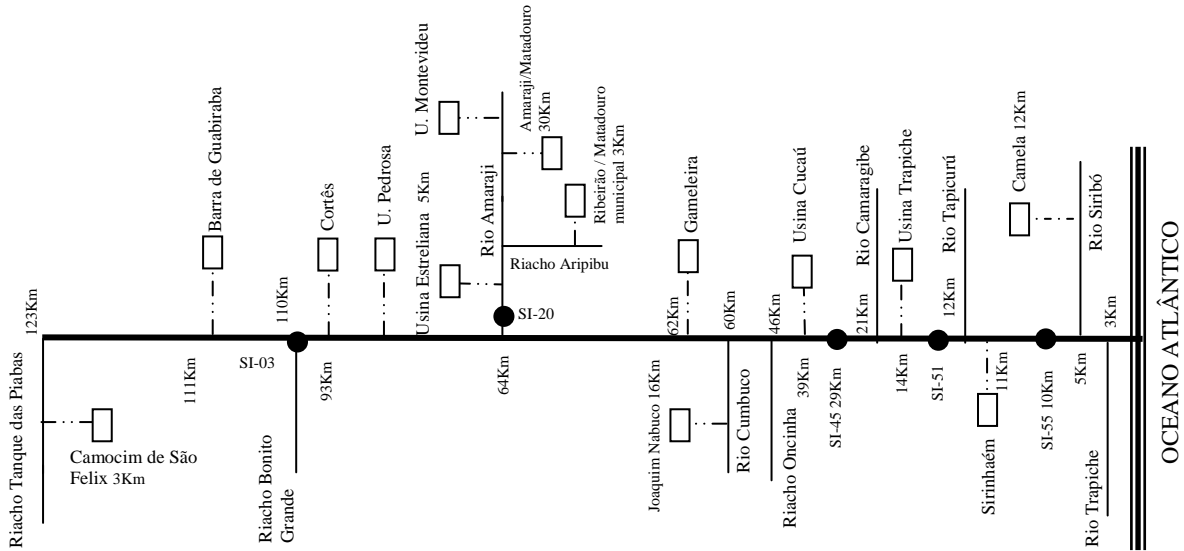 Riacho Tanque das Piabas
123Km
Camocim de São
Felix 3Km
111Km
Barra de Guabiraba
SI-03
110Km
Riacho Bonito
Grande
93Km
Cortês
U. Pedrosa
Usina Estreliana 5Km
U. Montevideu
Rio Amaraji
Amaraji/Matadouro
30Km
Ribeirão / Matadouro
municipal 3Km
Riacho Aripibu
SI-20
64Km
Gameleira
62Km
Joaquim Nabuco 16Km
60Km
Rio Cumbuco
46Km
Riacho Oncinha
Usina Cucaú
39Km
SI-45 29Km
21Km
Rio Camaragibe
Usina Trapiche
14Km
SI-51
12Km
Rio Tapicurú
Sirinhaém
11Km
Camela 12Km
SI-55 10Km
5Km
Rio Siribó
3Km
Rio Trapiche
OCEANO ATLÂNTICO